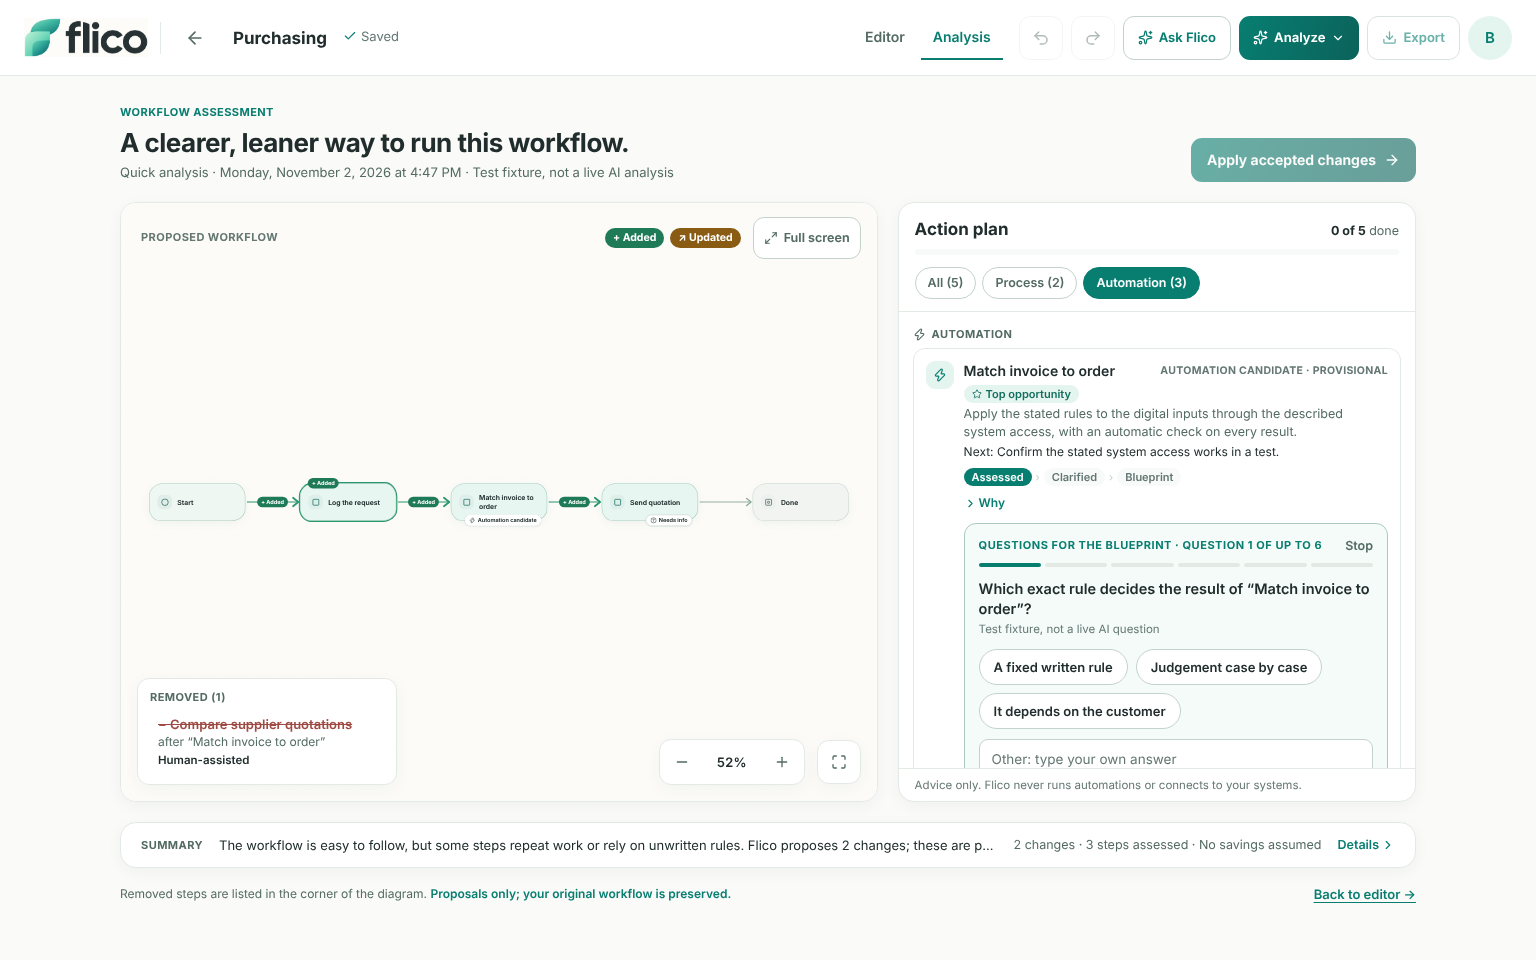 flico
Purchasing
Saved
Editor
Analysis
Ask Flico
Analyze
Export
B
WORKFLOW ASSESSMENT
A clearer, leaner way to run this workflow.
Quick analysis · Monday, November 2, 2026 at 4:47 PM · Test fixture, not a live AI analysis
Apply accepted changes →
PROPOSED WORKFLOW
+ Added
↗ Updated
Full screen
Start
+ Added
+ Added
Log the request
+ Added
Match invoice to
order
Automation candidate
+ Added
Send quotation
Needs info
Done
REMOVED (1)
– Compare supplier quotations
after “Match invoice to order”
Human-assisted
52%
Action plan
0 of 5 done
All (5)
Process (2)
Automation (3)
AUTOMATION
Match invoice to order
AUTOMATION CANDIDATE · PROVISIONAL
Top opportunity
Apply the stated rules to the digital inputs through the described
system access, with an automatic check on every result.
Next: Confirm the stated system access works in a test.
Assessed › Clarified › Blueprint
Why
QUESTIONS FOR THE BLUEPRINT · QUESTION 1 OF UP TO 6
Stop
Which exact rule decides the result of “Match invoice to
order”?
Test fixture, not a live AI question
A fixed written rule
Judgement case by case
It depends on the customer
Other: type your own answer
Advice only. Flico never runs automations or connects to your systems.
SUMMARY
The workflow is easy to follow, but some steps repeat work or rely on unwritten rules. Flico proposes 2 changes; these are p...
2 changes · 3 steps assessed · No savings assumed
Details
Removed steps are listed in the corner of the diagram. Proposals only; your original workflow is preserved.
Back to editor →